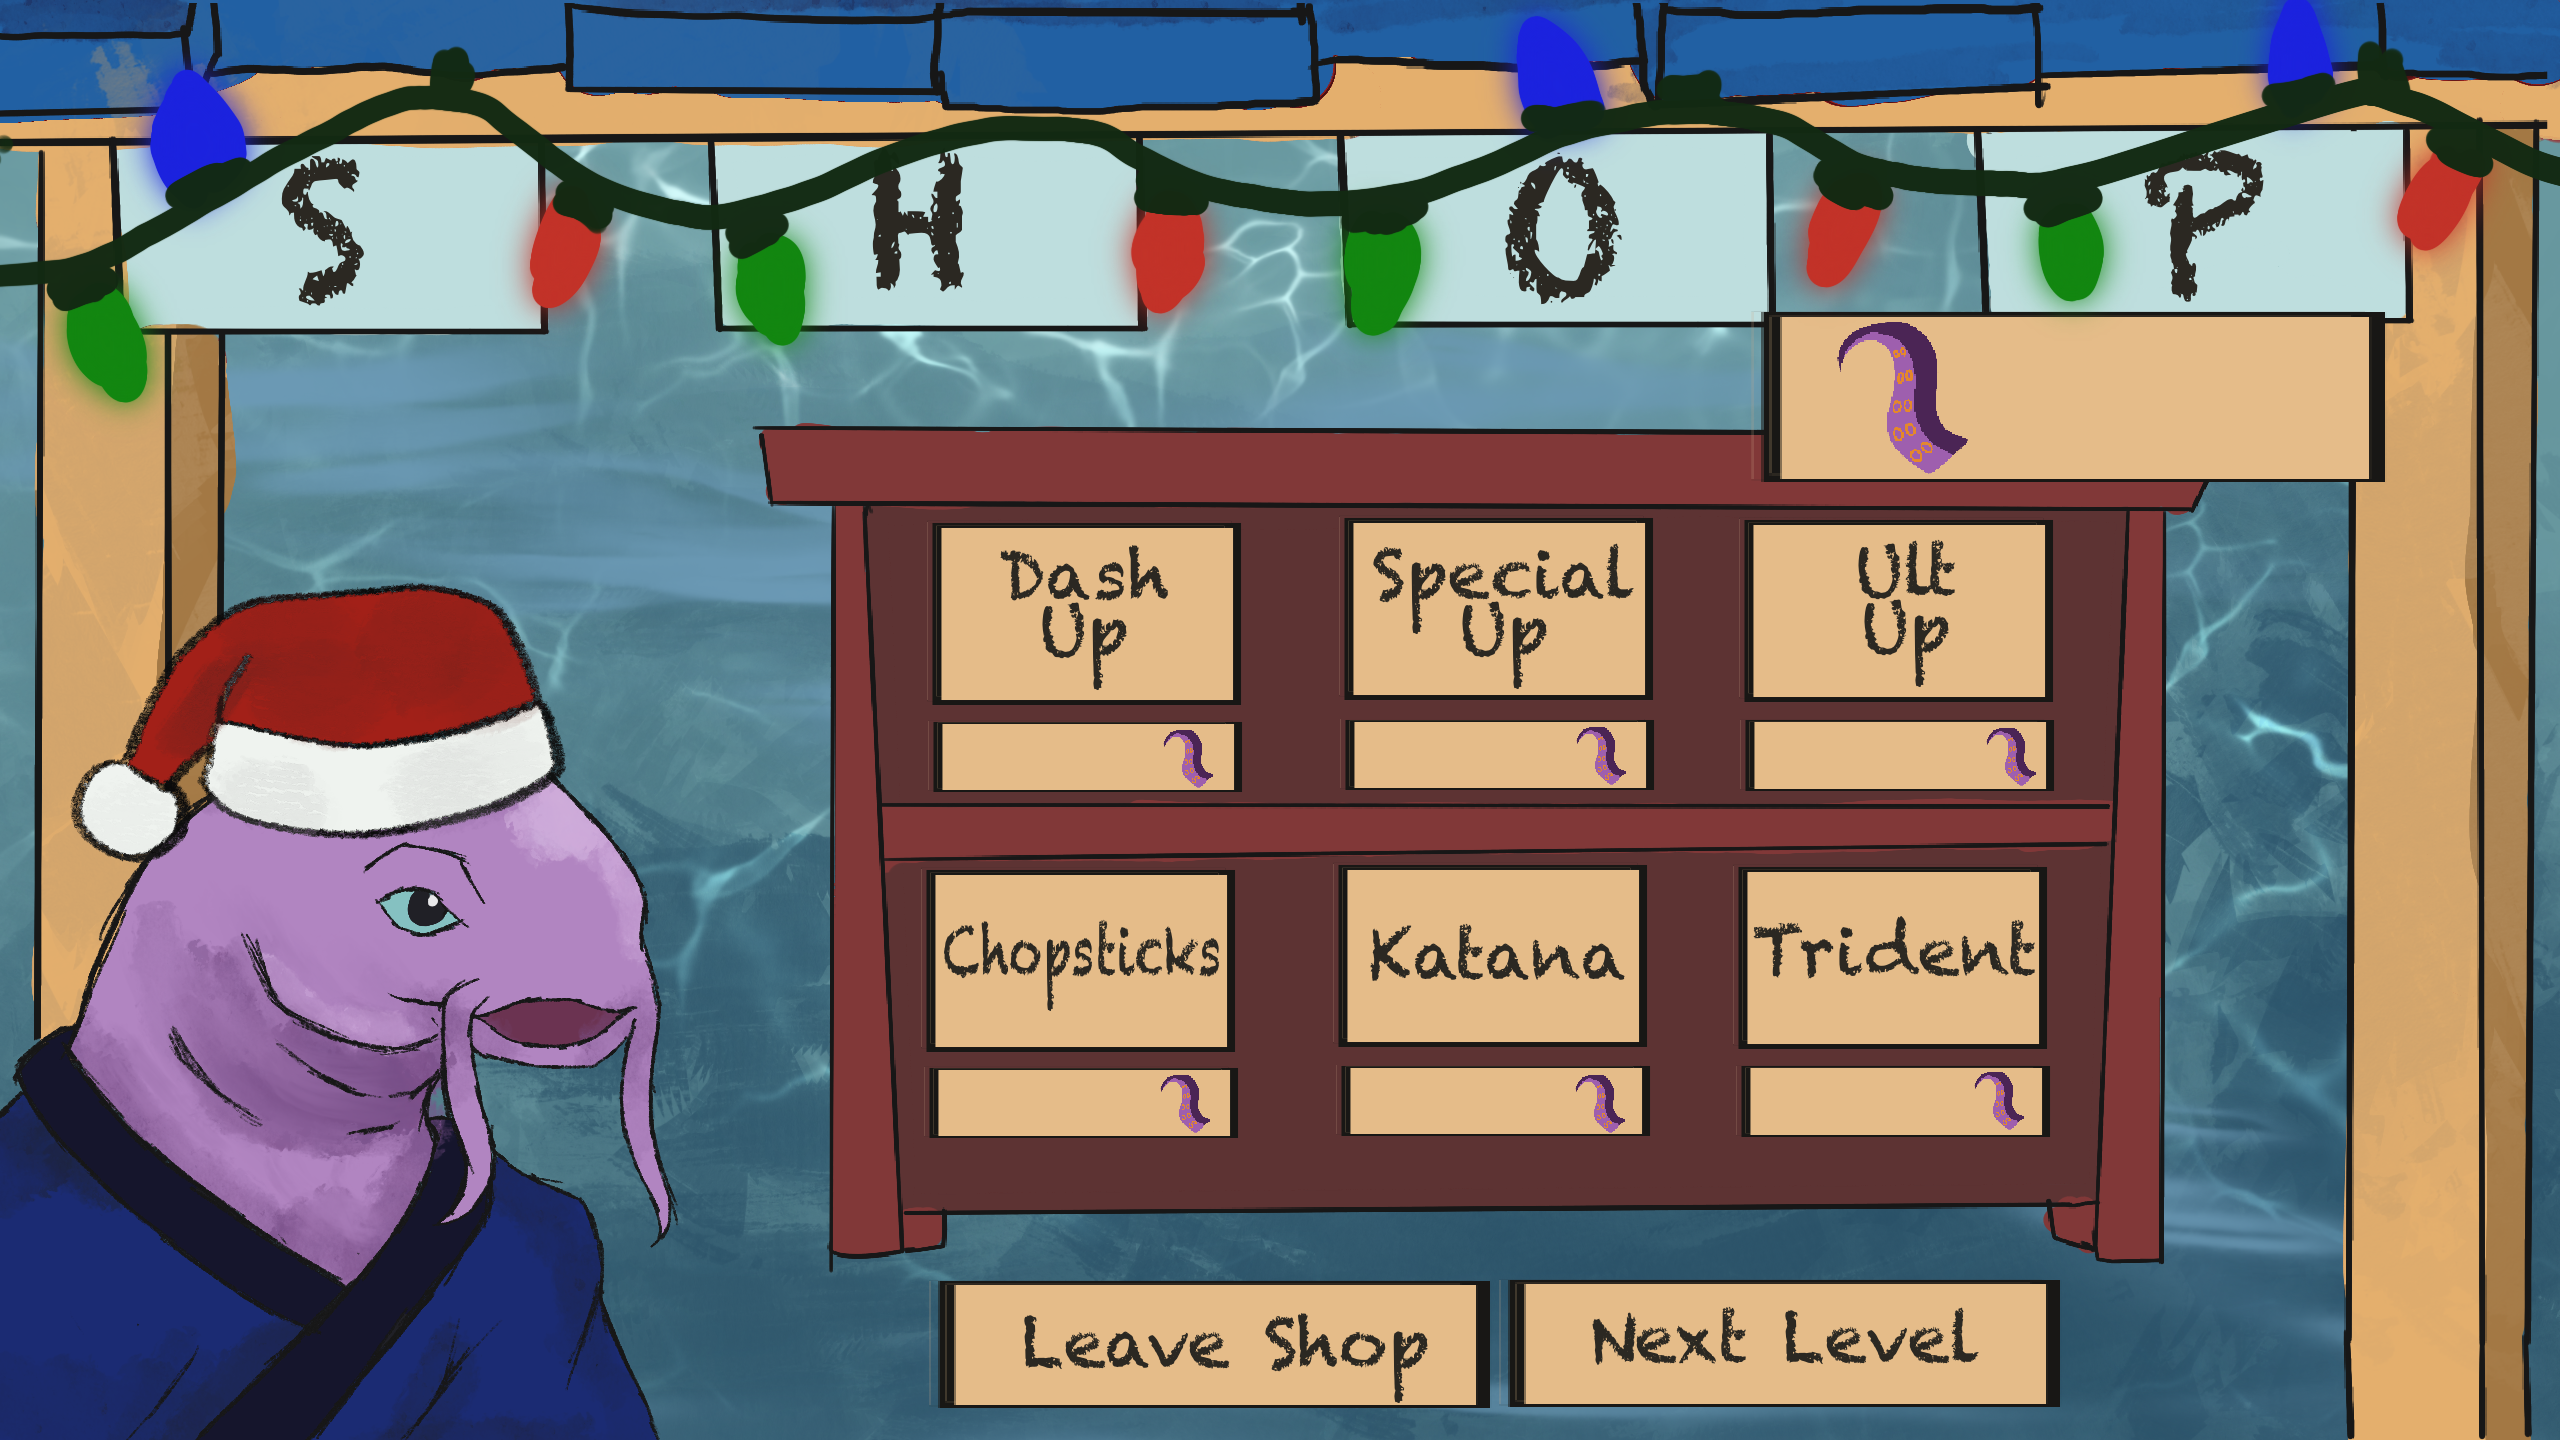 S H O P
Dash
Up
Special
Up
Ult
Up
Chopsticks
Katana
Trident
Leave Shop
Next Level